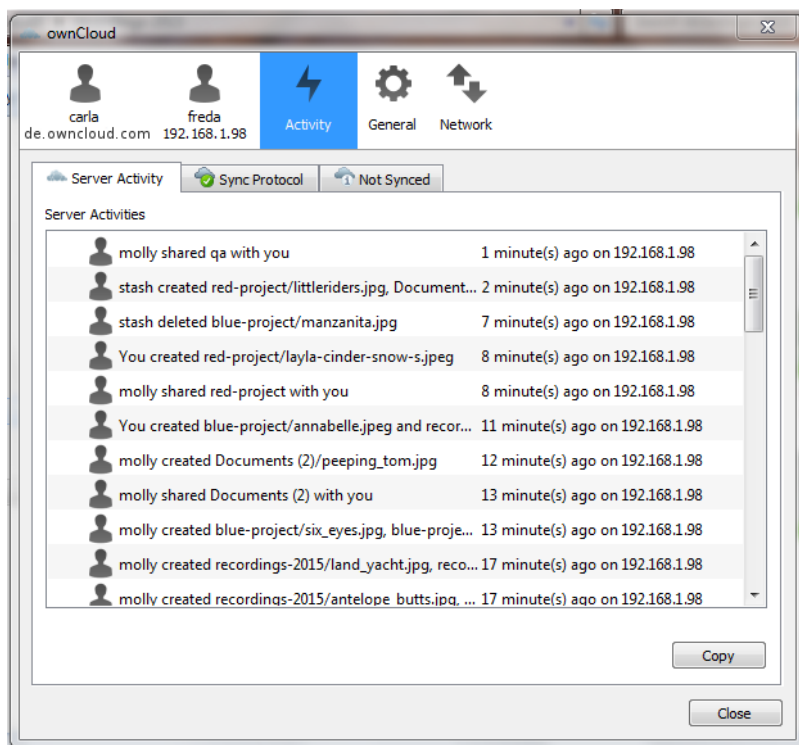 ownCloud
carla
de.owncloud.com
freda
192.168.1.98
Activity
General
Network
Server Activity
Sync Protocol
Not Synced
Server Activities
molly shared qa with you 1 minute(s) ago on 192.168.1.98
stash created red-project/littleriders.jpg, Document... 2 minute(s) ago on 192.168.1.98
stash deleted blue-project/manzanita.jpg 7 minute(s) ago on 192.168.1.98
You created red-project/layla-cinder-snow-s.jpeg 8 minute(s) ago on 192.168.1.98
molly shared red-project with you 8 minute(s) ago on 192.168.1.98
You created blue-project/annabelle.jpeg and recor... 11 minute(s) ago on 192.168.1.98
molly created Documents (2)/peeping_tom.jpg 12 minute(s) ago on 192.168.1.98
molly shared Documents (2) with you 13 minute(s) ago on 192.168.1.98
molly created blue-project/six_eyes.jpg, blue-proje... 13 minute(s) ago on 192.168.1.98
molly created recordings-2015/land_yacht.jpg, reco... 17 minute(s) ago on 192.168.1.98
molly created recordings-2015/antelope_butts.jpg, ... 17 minute(s) ago on 192.168.1.98
Copy
Close